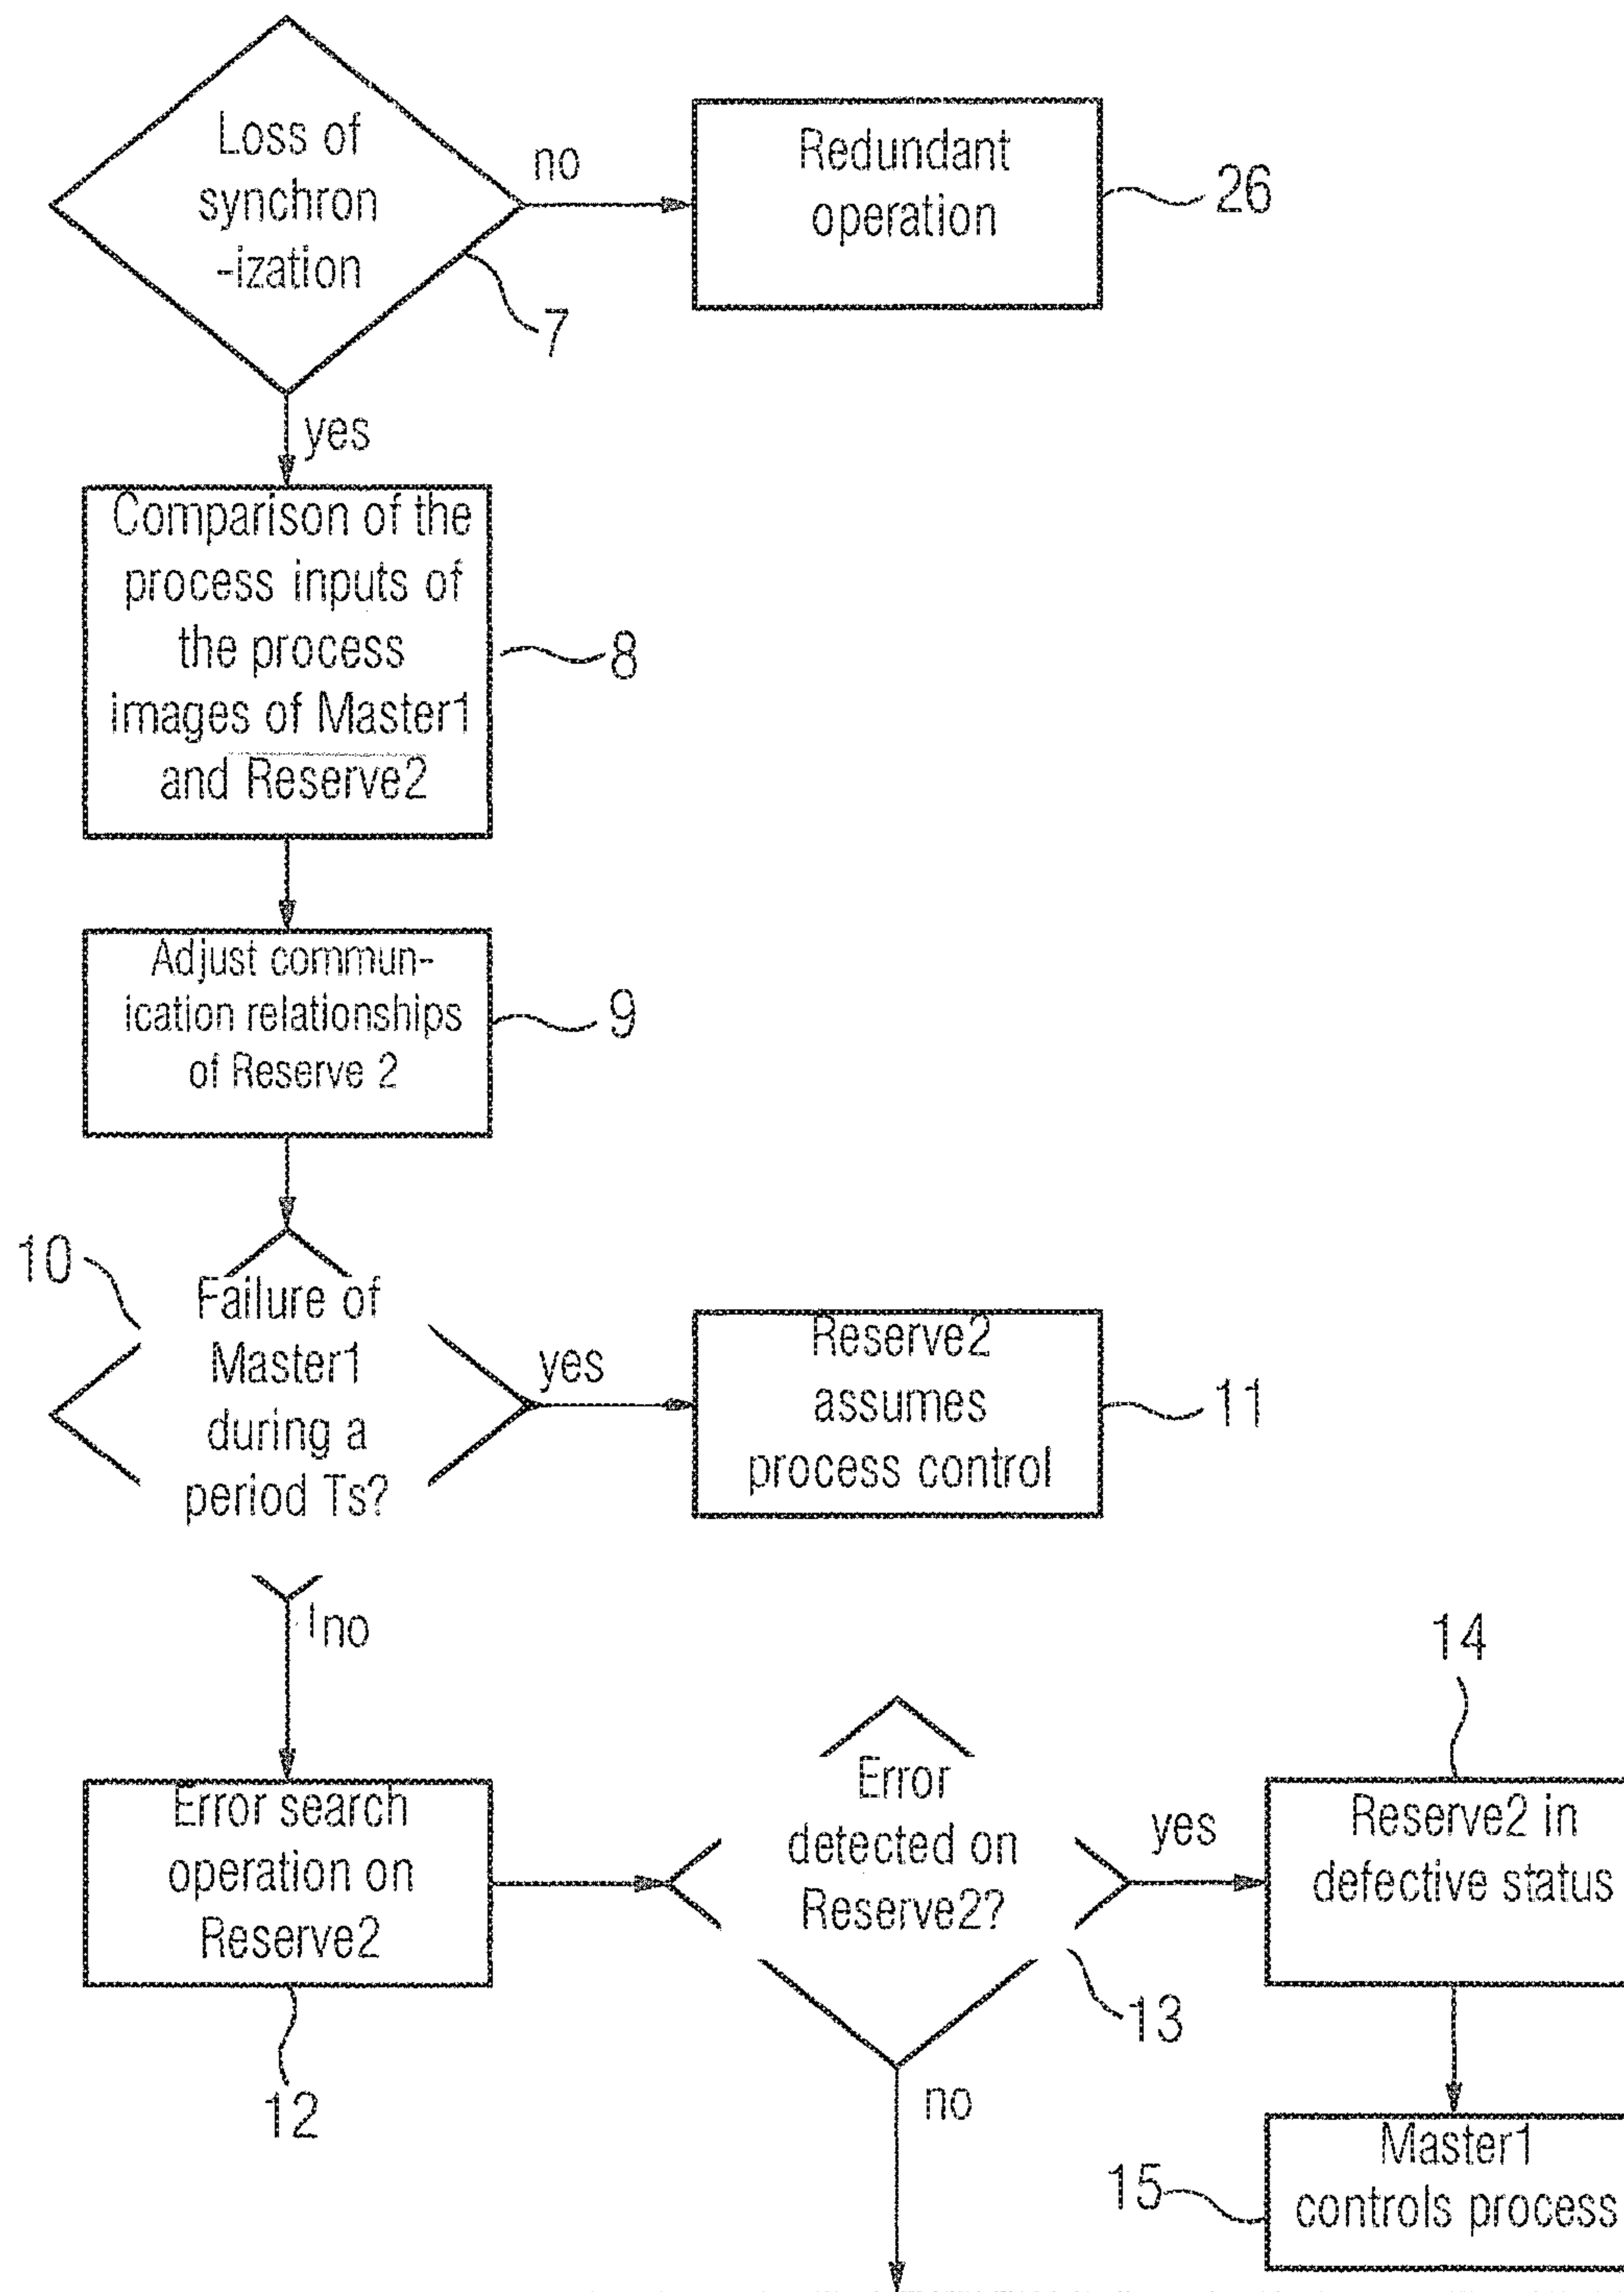 Loss of
synchron
-ization
7
no
Redundant
operation
26
yes
Comparison of the
process inputs of
the process
images of Master1
and Reserve2
8
Adjust commun-
ication relationships
of Reserve 2
9
10
Failure of
Master1
during a
period Ts?
yes
Reserve2
assumes
process control
11
no
Error search
operation on
Reserve2
12
Error
detected on
Reserve2?
13
yes
14
Reserve2 in
defective status
no
15
Master1
controls process